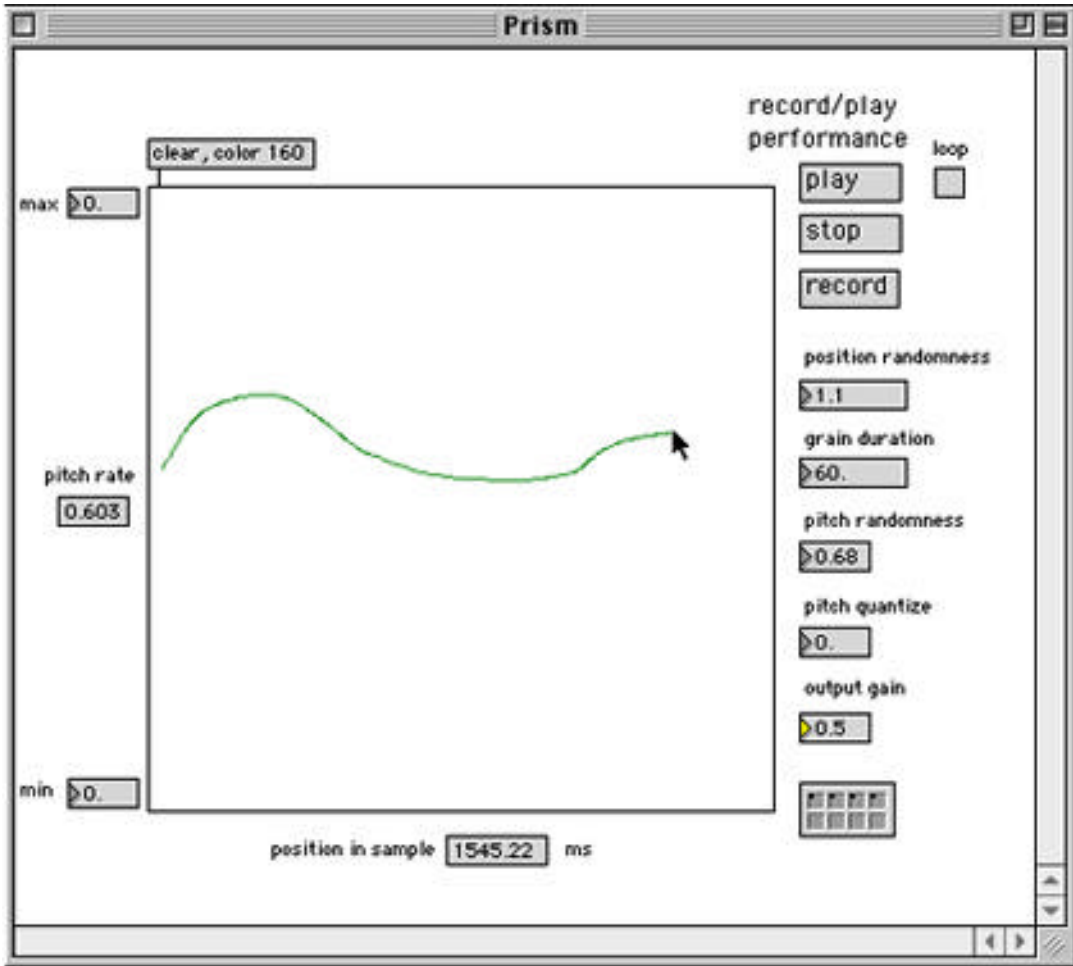 Prism
record/play
performance
loop
clear, color 160
play
max 0.
stop
record
position randomness
1.1
grain duration
60.
pitch rate
0.603
pitch randomness
0.68
pitch quantize
0.
output gain
0.5
min 0.
position in sample 1545.22 ms